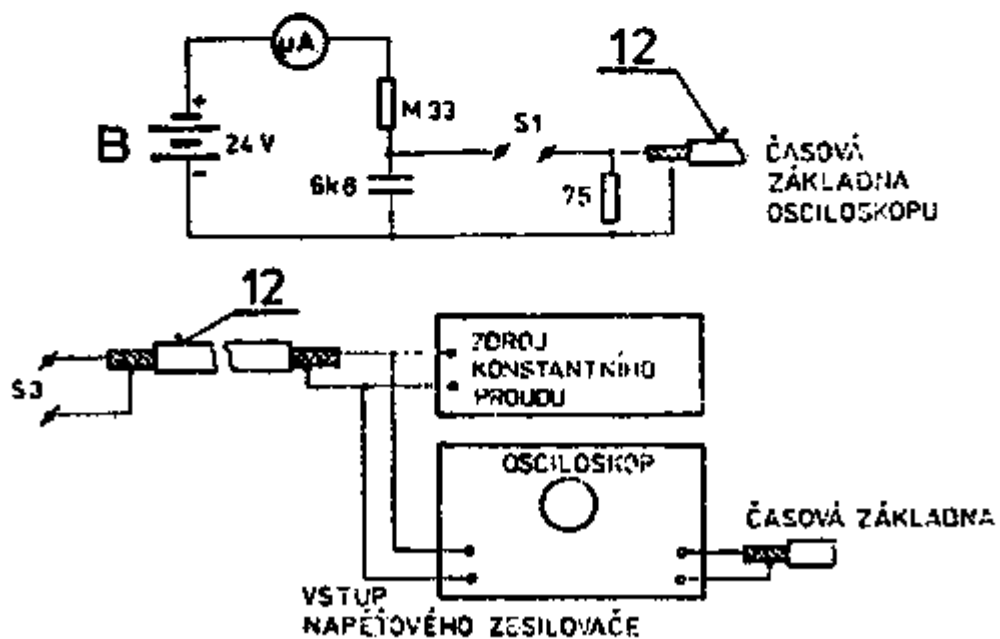 µA
12
+
M 33
S1
B
24 V
-
6k8
75
ČASOVÁ
ZÁKLADNA
OSCILOSKOPU
12
S3
ZDROJ
KONSTANTNÍHO
PROUDU
OSCILOSKOP
ČASOVÁ ZÁKLADNA
VSTUP
NAPĚŤOVÉHO ZESILOVAČE